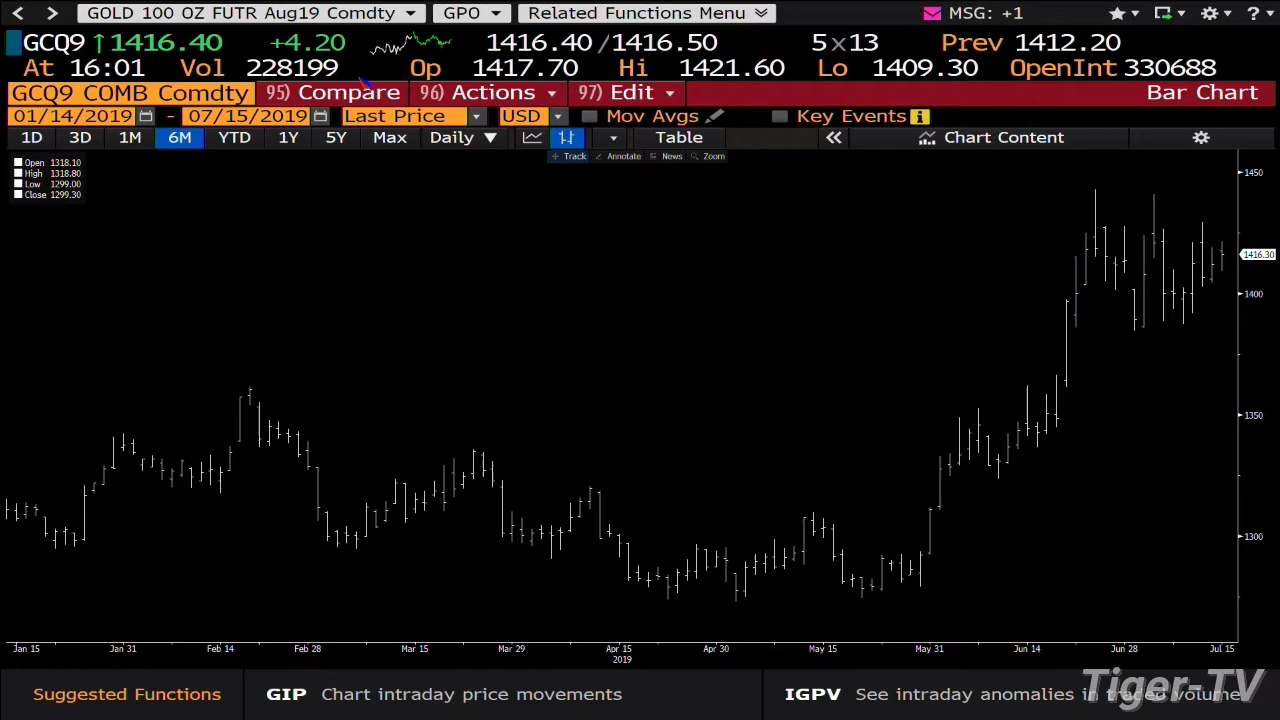 GOLD 100 OZ FUTR Aug19 Comdty GPO Related Functions Menu MSG: +1 ?
GCQ9 ↑1416.40 +4.20 1416.40/1416.50 5x13 Prev 1412.20
At 16:01 Vol 228199 Op 1417.70 Hi 1421.60 Lo 1409.30 OpenInt 330688
GCQ9 COMB Comdty 95) Compare 96) Actions 97) Edit Bar Chart
01/14/2019 - 07/15/2019 Last Price USD Mov Avgs Key Events i
1D 3D 1M 6M YTD 1Y 5Y Max Daily ▼ Table « Chart Content
Track Annotate News Zoom
Open 1318.10
High 1318.80
Low 1299.00
Close 1299.30
1450
1416.30
1400
1350
1300
Jan 15 Jan 31 Feb 14 Feb 28 Mar 15 Mar 29 Apr 15 Apr 30 May 15 May 31 Jun 14 Jun 28 Jul 15
2019
Suggested Functions GIP Chart intraday price movements IGPV See intraday anomalies in traded volume
Tiger-TV